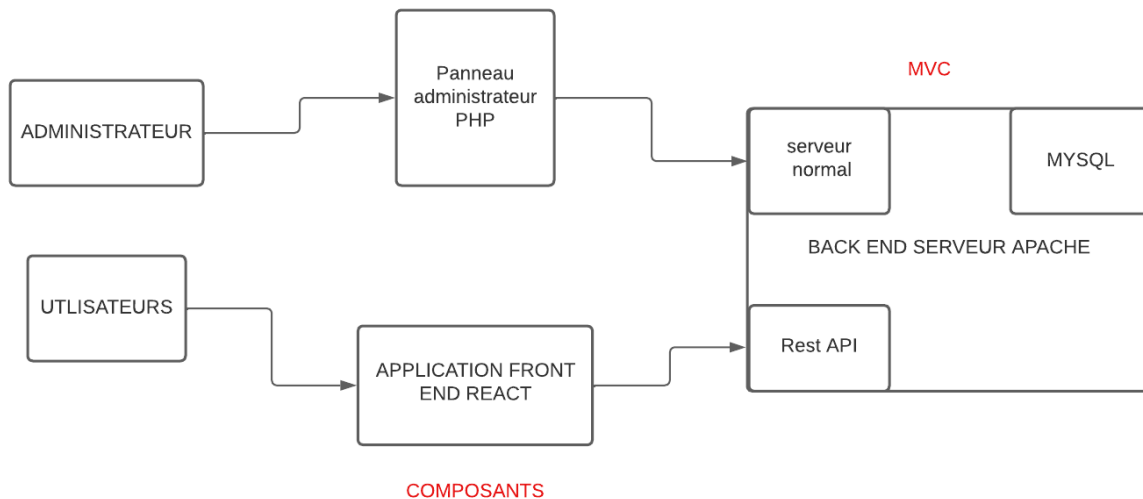 MVC
ADMINISTRATEUR
Panneau
administrateur
PHP
serveur
normal
MYSQL
BACK END SERVEUR APACHE
UTLISATEURS
APPLICATION FRONT
END REACT
Rest API
COMPOSANTS